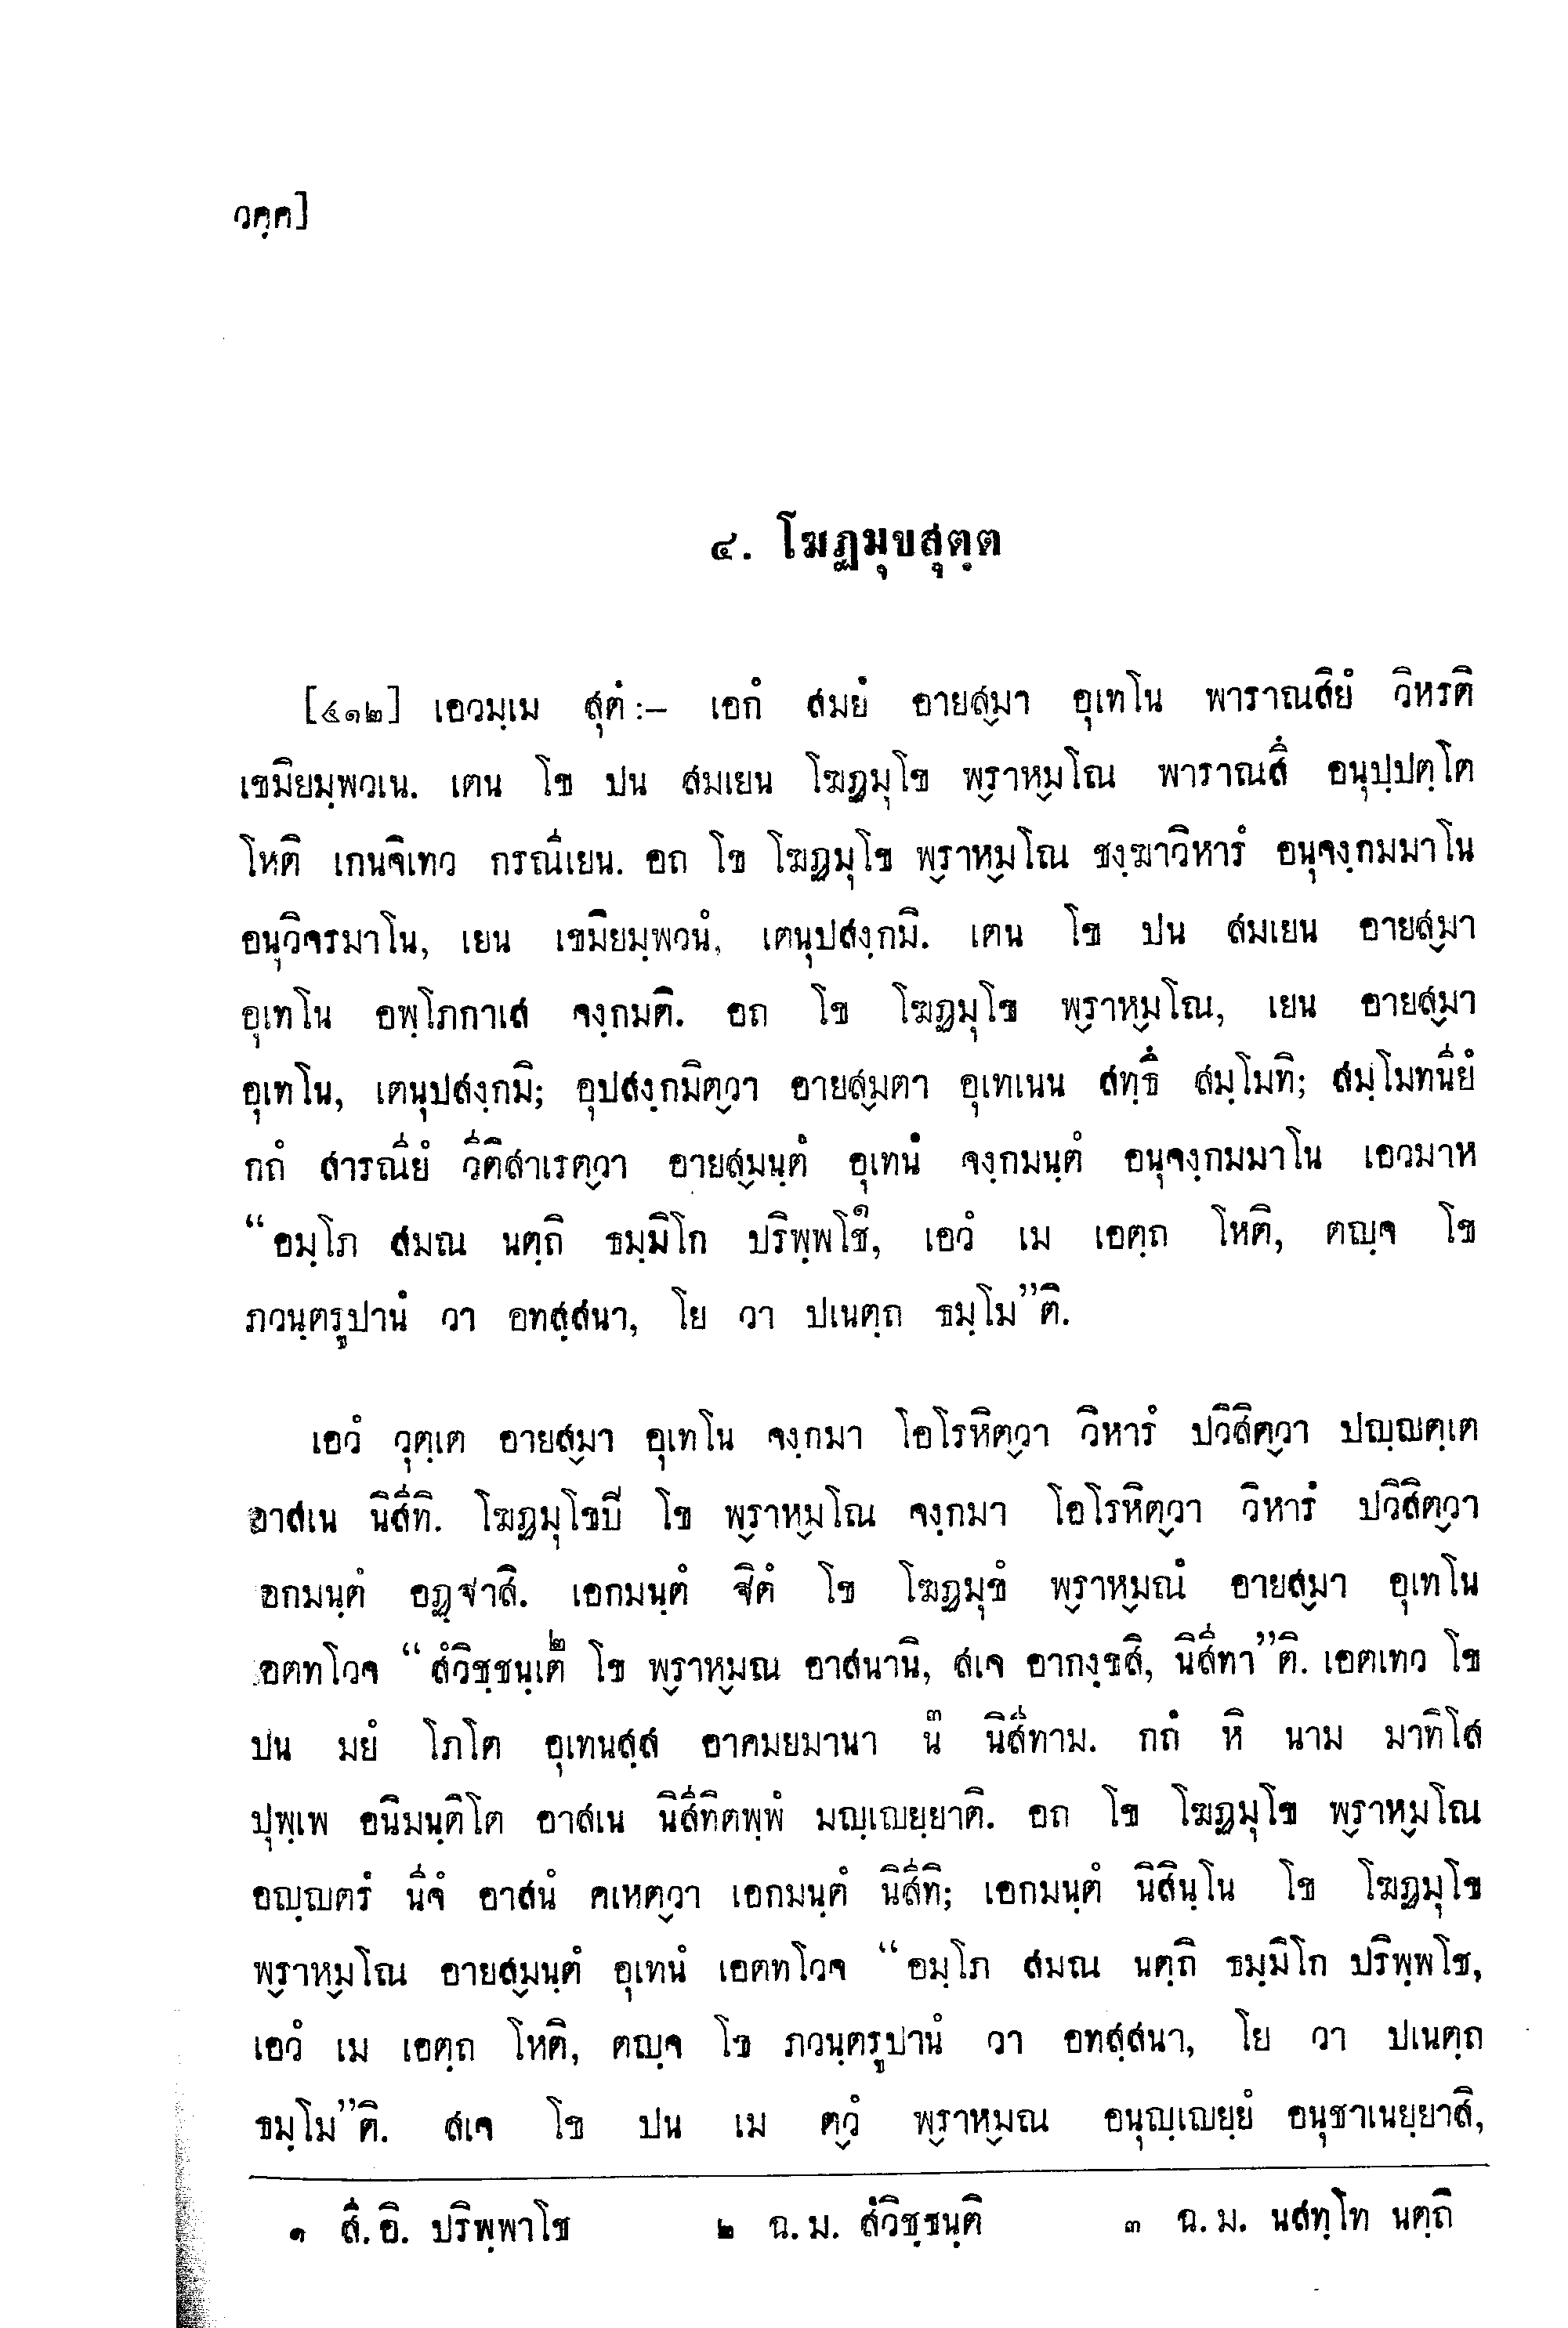 วคฺค]
๔. โฆฏมุขสุตฺต
[๔๑๒] เอวมฺเม สุตํ :– เอกํ สมยํ อายสฺมา อุเทโน พาราณสิยํ วิหรติ
เขมิยมฺพวเน. เตน โข ปน สมเยน โฆฏมุโข พฺราหฺมโณ พาราณสึ อนุปฺปตฺโต
โหติ เกนจิเทว กรณีเยน. อถ โข โฆฏมุโข พฺราหฺมโณ ชงฺฆาวิหารํ อนุจงฺกมมาโน
อนุวิจรมาโน, เยน เขมิยมฺพวนํ, เตนุปสงฺกมิ. เตน โข ปน สมเยน อายสฺมา
อุเทโน อพฺโภกาเส จงฺกมติ. อถ โข โฆฏมุโข พฺราหฺมโณ, เยน อายสฺมา
อุเทโน, เตนุปสงฺกมิ; อุปสงฺกมิตฺวา อายสฺมตา อุเทเนน สทฺธึ สมฺโมทิ; สมฺโมทนียํ
กถํ สารณียํ วีติสาเรตฺวา อายสฺมนฺตํ อุเทนํ จงฺกมนฺตํ อนุจงฺกมมาโน เอวมาห
“อมฺโภ สมณ นตฺถิ ธมฺมิโก ปริพฺพโช๑, เอวํ เม เอตฺถ โหติ, ตญฺจ โข
ภวนฺตรูปานํ วา อทสฺสนา, โย วา ปเนตฺถ ธมฺโม”ติ.
เอวํ วุตฺเต อายสฺมา อุเทโน จงฺกมา โอโรหิตฺวา วิหารํ ปวิสิตฺวา ปญฺญตฺเต
อาสเน นิสีทิ. โฆฏมุโขปิ โข พฺราหฺมโณ จงฺกมา โอโรหิตฺวา วิหารํ ปวิสิตฺวา
เอกมนฺตํ อฏฺฐาสิ. เอกมนฺตํ ฐิตํ โข โฆฏมุขํ พฺราหฺมณํ อายสฺมา อุเทโน
เอตทโวจ “สํวิชฺชนฺเต๒ โข พฺราหฺมณ อาสนานิ, สเจ อากงฺขสิ, นิสีทา”ติ. เอตเทว โข
ปน มยํ โภโต อุเทนสฺส อาคมยมานา น๓ นิสีทาม. กถํ หิ นาม มาทิโส
ปุพฺเพ อนิมนฺติโต อาสเน นิสีทิตพฺพํ มญฺเญยฺยาติ. อถ โข โฆฏมุโข พฺราหฺมโณ
อญฺญตรํ นีจํ อาสนํ คเหตฺวา เอกมนฺตํ นิสีทิ; เอกมนฺตํ นิสินฺโน โข โฆฏมุโข
พฺราหฺมโณ อายสฺมนฺตํ อุเทนํ เอตทโวจ “อมฺโภ สมณ นตฺถิ ธมฺมิโก ปริพฺพโช,
เอวํ เม เอตฺถ โหติ, ตญฺจ โข ภวนฺตรูปานํ วา อทสฺสนา, โย วา ปเนตฺถ
ธมฺโม”ติ. สเจ โข ปน เม ตฺวํ พฺราหฺมณ อนุญฺเญยฺยํ อนุชาเนยฺยาสิ,
๑ สี. อิ. ปริพฺพาโช ๒ ฉ. ม. สํวิชฺชนฺติ ๓ ฉ. ม. นสทฺโท นตฺถิ